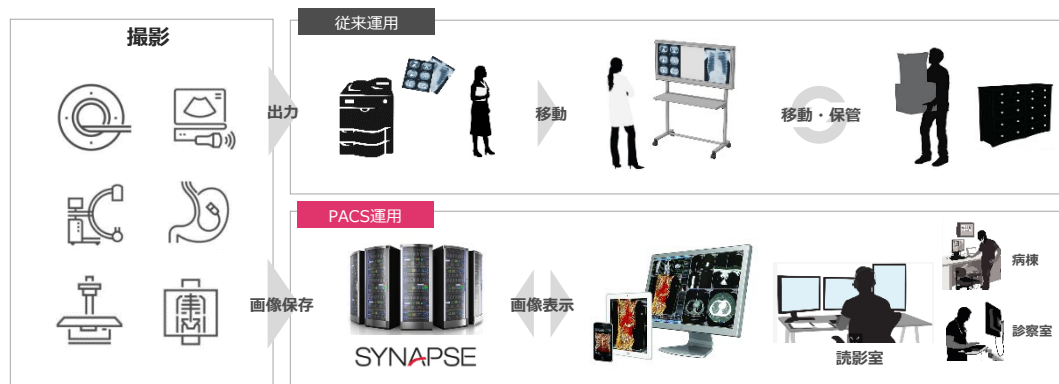 撮影
従来運用
出力
移動
移動・保管
PACS運用
画像保存
SYNAPSE
画像表示
読影室
病棟
診察室